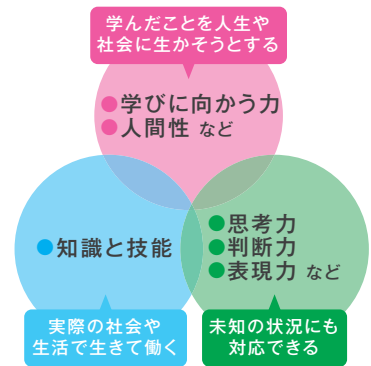 学んだことを人生や
社会に生かそうとする
●学びに向かう力
●人間性 など
●知識と技能
●思考力
●判断力
●表現力 など
実際の社会や
生活で生きて働く
未知の状況にも
対応できる